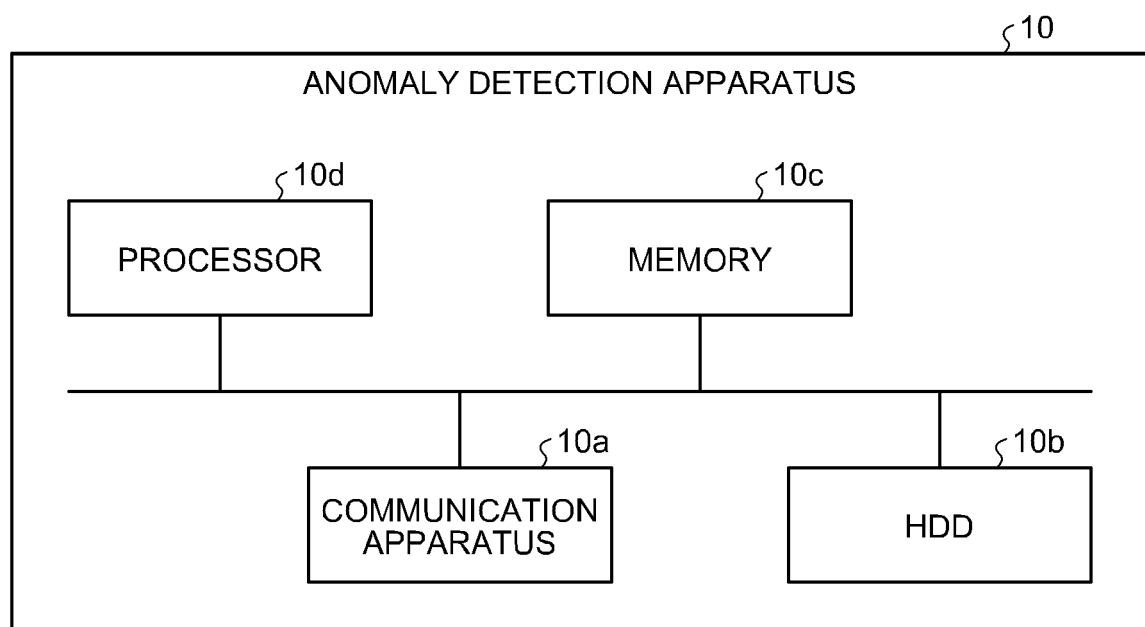 10
ANOMALY DETECTION APPARATUS
10d
10c
PROCESSOR
MEMORY
10a
10b
COMMUNICATION
APPARATUS
HDD